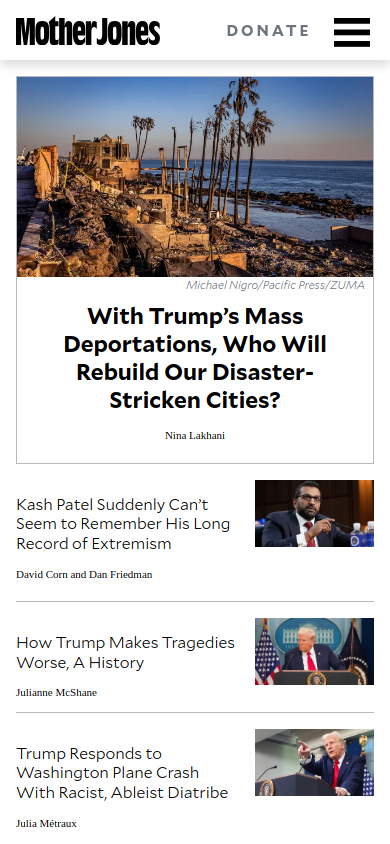 Mother Jones
DONATE
Michael Nigro/Pacific Press/ZUMA
With Trump’s Mass
Deportations, Who Will
Rebuild Our Disaster-
Stricken Cities?
Nina Lakhani
Kash Patel Suddenly Can’t
Seem to Remember His Long
Record of Extremism
David Corn and Dan Friedman
How Trump Makes Tragedies
Worse, A History
Julianne McShane
Trump Responds to
Washington Plane Crash
With Racist, Ableist Diatribe
Julia Métraux